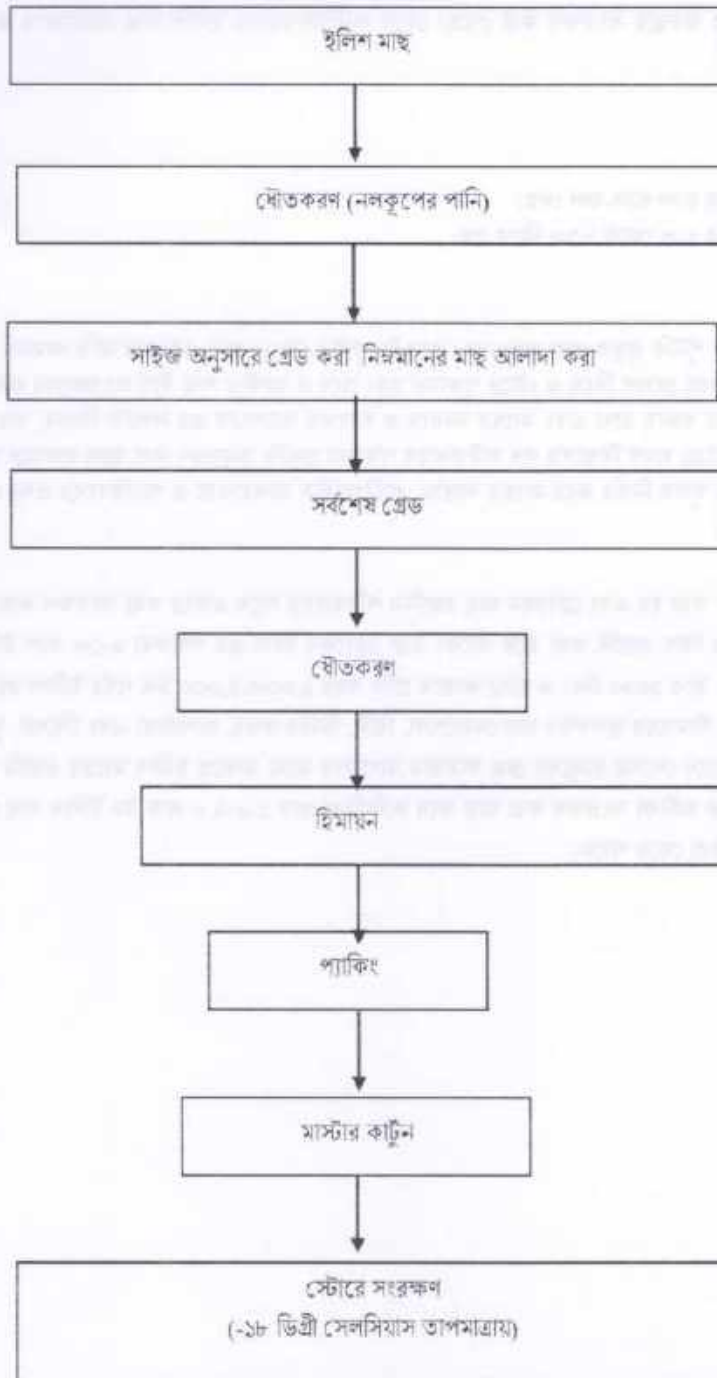 ইলিশ মাছ
ধৌতকরণ (নলকূপের পানি)
সাইজ অনুসারে গ্রেড করা নিম্নমানের মাছ আলাদা করা
সর্বশেষ গ্রেড
ধৌতকরণ
হিমায়ন
প্যাকিং
মাস্টার কার্টুন
স্টোরে সংরক্ষণ
(-১৮ ডিগ্রী সেলসিয়াস তাপমাত্রায়)